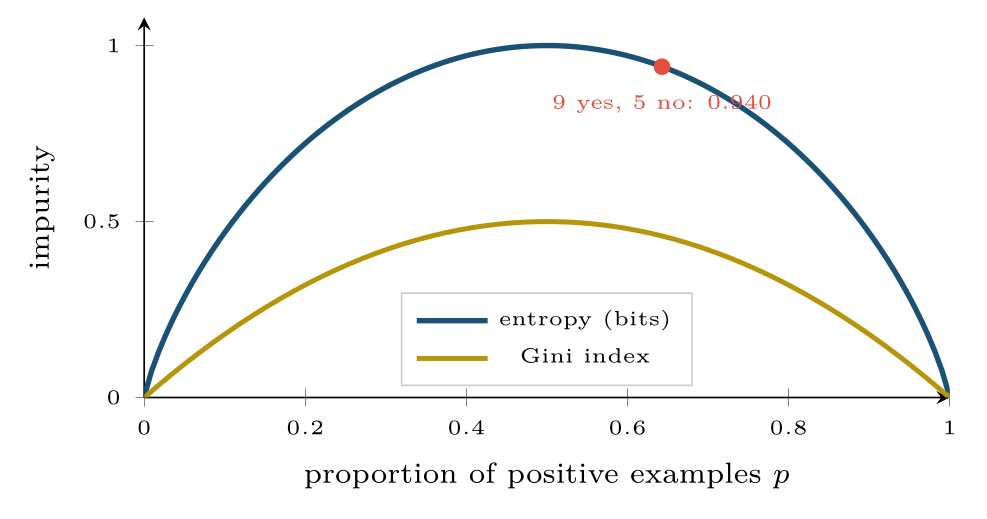 1
9 yes, 5 no: 0.940
impurity
0.5
entropy (bits)
Gini index
0
0 0.2 0.4 0.6 0.8 1
proportion of positive examples p